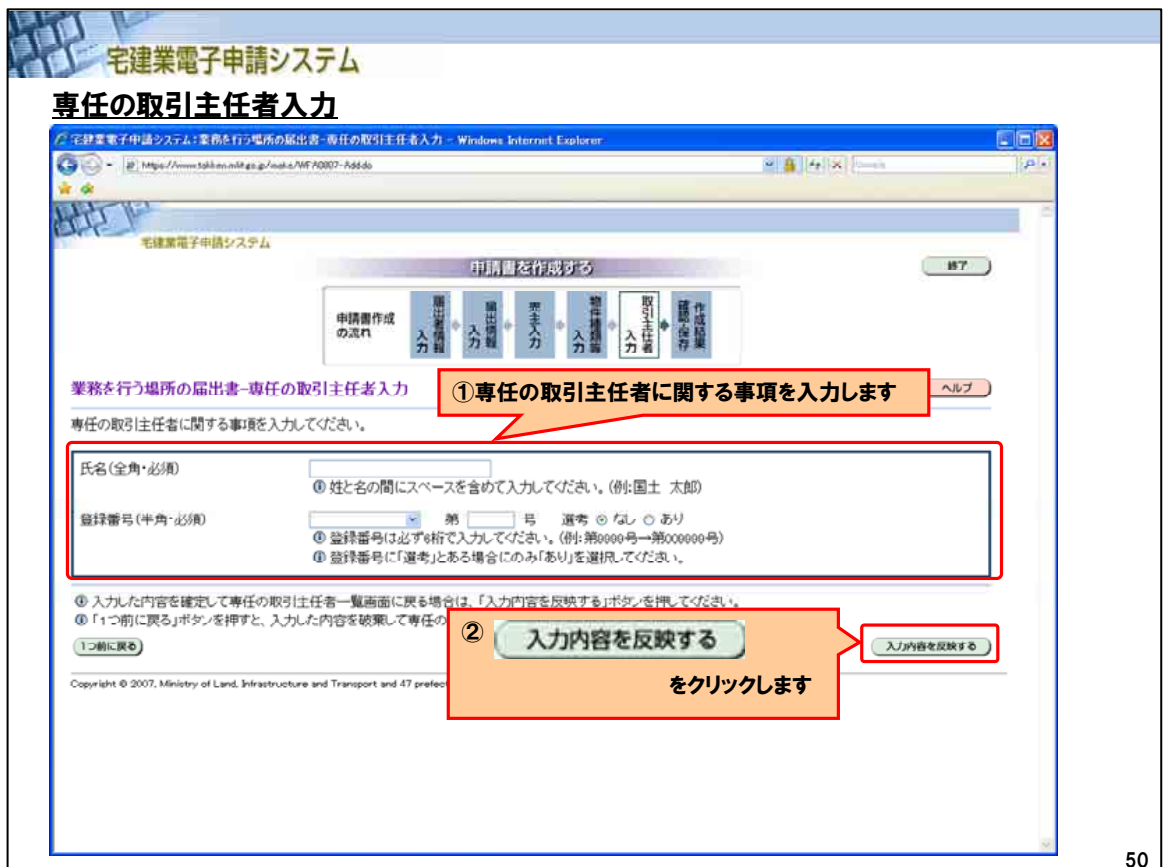 宅建業電子申請システム
専任の取引主任者入力
宅建業電子申請システム:業務を行う場所の届出書-専任の取引主任者入力 - Windows Internet Explorer
宅建業電子申請システム
申請書を作成する
終了
申請書作成
の流れ
届出者情報
入力
届出情報
入力
売主入力
物件種類等
入力
取引主任者
入力
作成結果
確認・保存
業務を行う場所の届出書-専任の取引主任者入力
①専任の取引主任者に関する事項を入力します
ヘルプ
専任の取引主任者に関する事項を入力してください。
氏名(全角・必須)
姓と名の間にスペースを含めて入力してください。(例:国土 太郎)
登録番号(半角・必須) 第 号 選考 なし あり
登録番号は必ず6桁で入力してください。(例:第0000号→第000000号)
登録番号に「選考」とある場合にのみ「あり」を選択してください。
入力した内容を確定して専任の取引主任者一覧画面に戻る場合は、「入力内容を反映する」ボタンを押してください。
「1つ前に戻る」ボタンを押すと、入力した内容を破棄して専任の
1つ前に戻る
② 入力内容を反映する
をクリックします
入力内容を反映する
Copyright © 2007, Ministry of Land, Infrastructure and Transport and 47 prefec
50